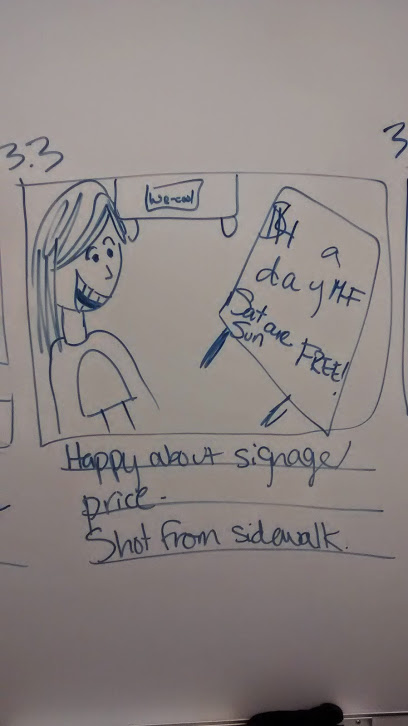 3.3
3
we-cool
$4 a
day M-F
Sat are
Sun FREE!
Happy about signage/
price.
Shot from sidewalk.